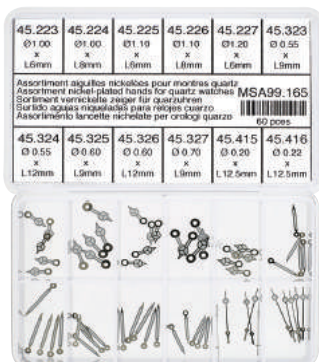 45.223 45.224 45.225 45.226 45.227 45.323
Ø1.00 Ø1.00 Ø1.10 Ø1.10 Ø1.20 Ø 0.55
x x x x x x
L6mm L8mm L6mm L8mm L6mm L9mm
Assortiment aiguilles nickelées pour montres quartz
Assortment nickel-plated hands for quartz watches
Sortiment vernickelte zeiger für quarzuhren
Surtido agujas niqueladas para relojes cuarzo
Assortimento lancette nichelate per orologi quarzo
MSA99.165
60 pces
45.324 45.325 45.326 45.327 45.415 45.416
Ø 0.55 Ø 0.60 Ø 0.60 Ø 0.70 Ø 0.20 Ø 0.22
x x x x x x
L12mm L9mm L12mm L9mm L12.5mm L12.5mm